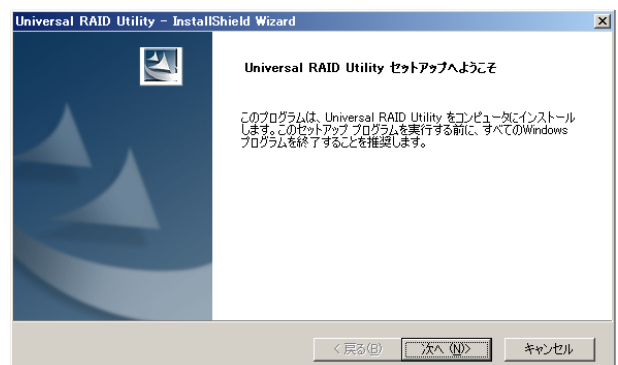 Universal RAID Utility - InstallShield Wizard
Universal RAID Utility セットアップへようこそ
このプログラムは、Universal RAID Utility をコンピュータにインストール
します。このセットアップ プログラムを実行する前に、すべてのWindows
プログラムを終了することを推奨します。
< 戻る(B)
次へ (N)>
キャンセル